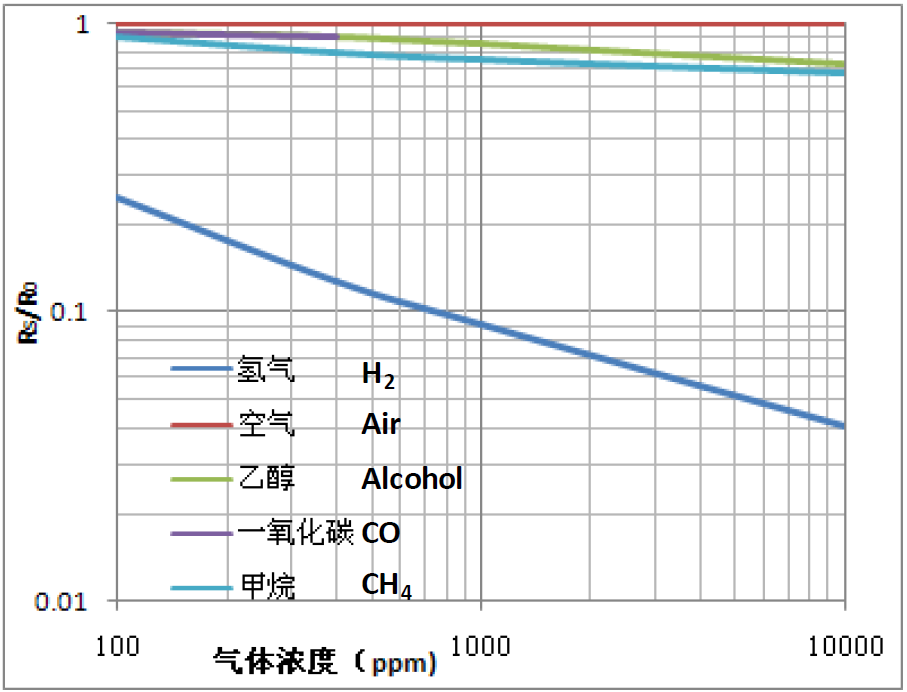 1
0.1
0.01
Rs/R0
氢气 H2
空气 Air
乙醇 Alcohol
一氧化碳 CO
甲烷 CH4
100
1000
10000
气体浓度（ppm)